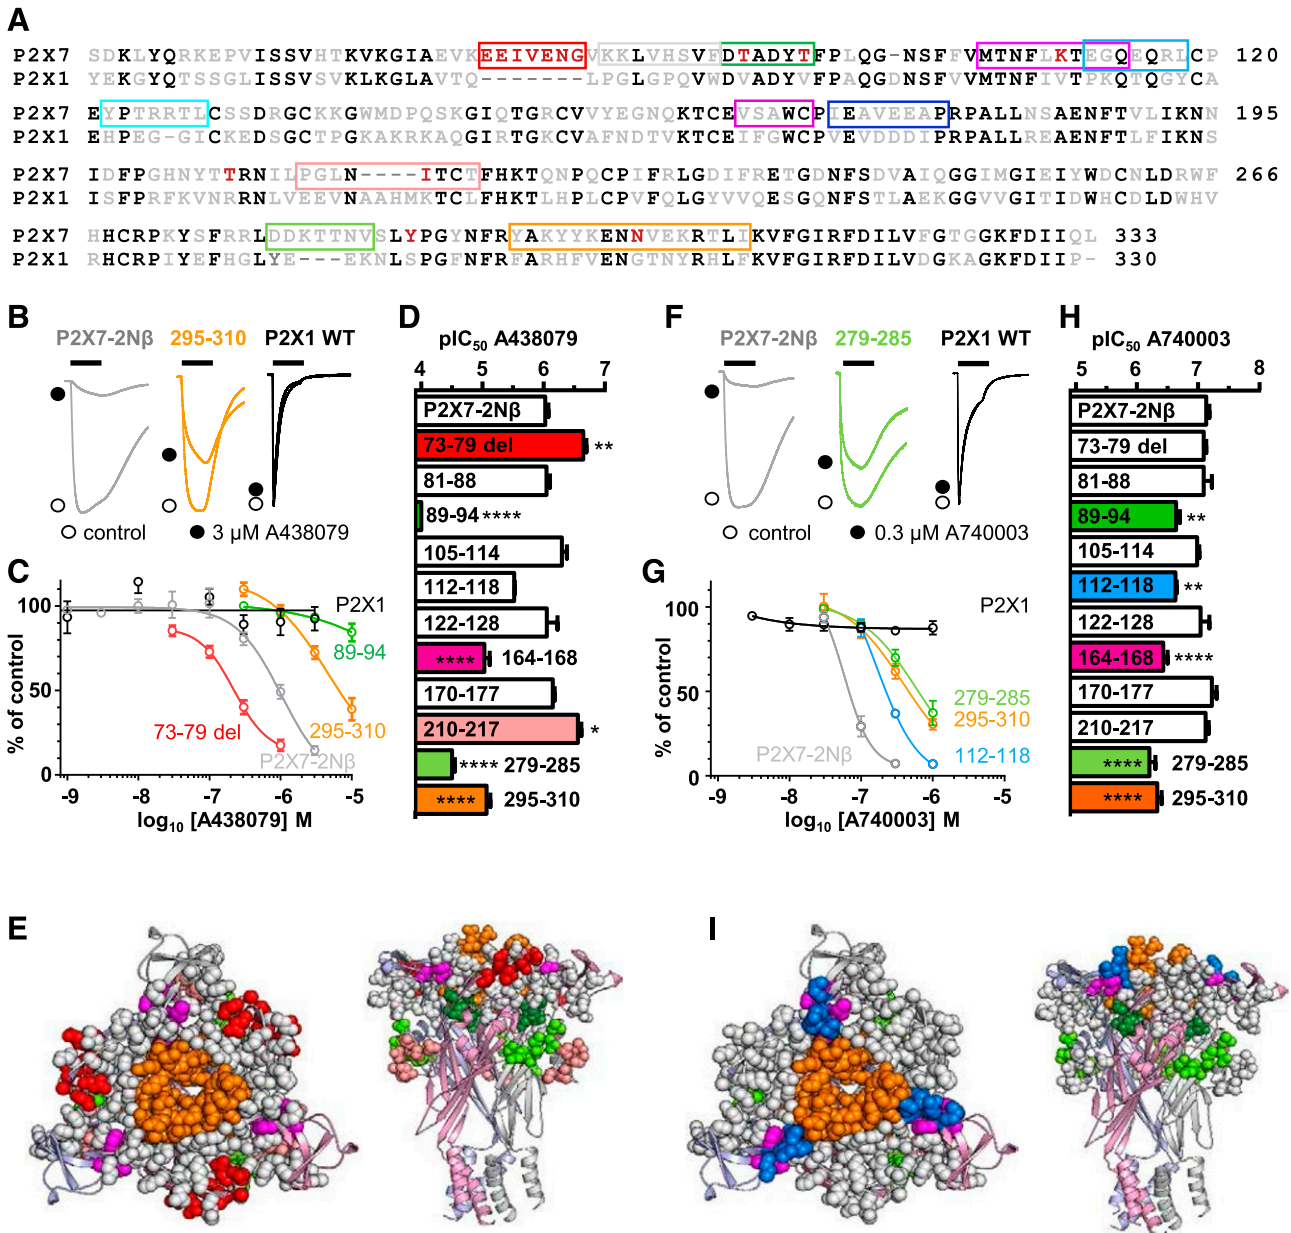 A
P2X7 SDKLYQRKEPVISSVHTKVKGIAEVKEEIVENGVKKLVHSVFDTADYTFPLQG-NSFFVMTNFLKTEGQEQRLCP 120
P2X1 YEKGYQTSSGLISSVSVKLKGLAVTQ-------LPGLGPQVWDVADYVFPAQGDNSFVVMTNFIVTPKQTQGYCA
EYPTRRTLCSSDRGCKKGWMDPQSKGIQTGRCVVYEGNQKTCEVSAWCPIEAVEEAPRPALLNSAENFTVLIKNN 195
EHPEG-GICKEDSGCTPGKAKRKAQGIRTGKCVAFNDTVKTCEIFGWCPVEVDDDIPRPALLREAENFTLFIKNS
P2X7
P2X1
P2X7 IDFPGHNYTTRNILPGLN----ITCTFHKTQNPQCPIFRLGDIFRETGDNFSDVAIQGGIMGIEIYWDCNLDRWF 266
P2X1 ISFPRFKVNRRNLVEEVNAAHMKTCLFHKTLHPLCPVFQLGYVVQESGQNFSTLAEKGGVVGITIDWHCDLDWHV
P2X7 HHCRPKYSFRRLDDKTTNVSLYPGYNFRYAKYYKENNVEKRTLIKVFGIRFDILVFGTGGKFDIIQL 333
P2X1 RHCRPIYEFHGLYE---EKNLSPGFNFRFARHFVENGTNYRHLFKVFGIRFDILVDGKAGKFDIIP- 330
B
P2X7-2Nβ 295-310 P2X1 WT
control 3 μM A438079
C
% of control
100
50
0
P2X1
89-94
73-79 del
295-310
P2X7-2Nβ
-9 -8 -7 -6 -5
log10 [A438079] M
D
pIC50 A438079
4 5 6 7
P2X7-2Nβ
73-79 del **
81-88
89-94 ****
105-114
112-118
122-128
**** 164-168
170-177
210-217 *
**** 279-285
**** 295-310
F
P2X7-2Nβ 279-285 P2X1 WT
control 0.3 μM A740003
G
% of control
100
50
0
P2X1
279-285
295-310
P2X7-2Nβ
112-118
-9 -8 -7 -6 -5
log10 [A740003] M
H
pIC50 A740003
5 6 7 8
P2X7-2Nβ
73-79 del
81-88
89-94 **
105-114
112-118 **
122-128
164-168 ****
170-177
210-217
**** 279-285
**** 295-310
E
I